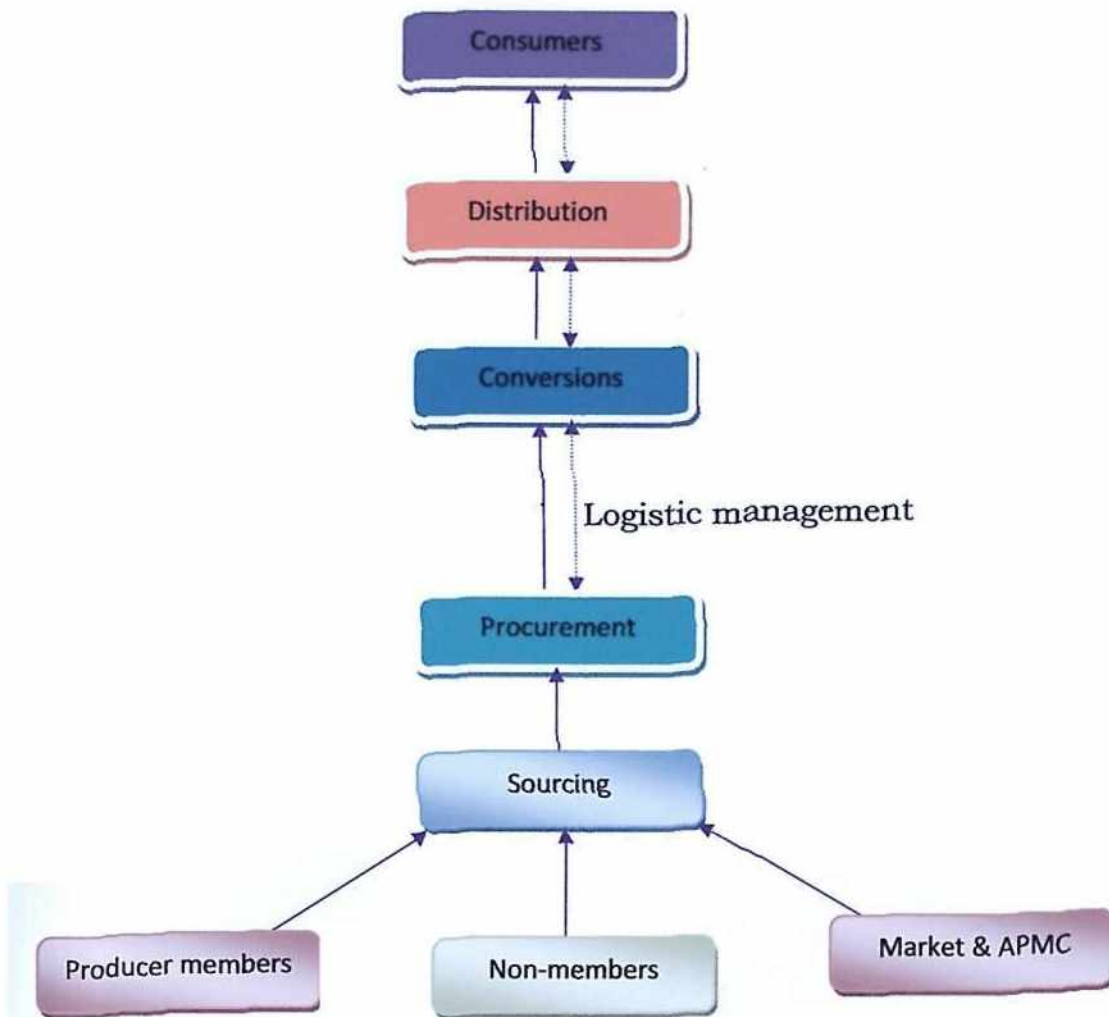 Consumers
Distribution
Conversions
Logistic management
Procurement
Sourcing
Producer members
Non-members
Market & APMC